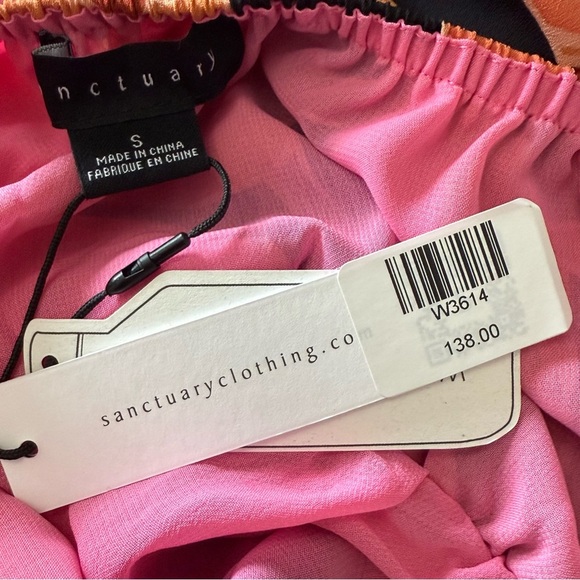 nctuary
S
MADE IN CHINA
FABRIQUE EN CHINE
W3614
138.00
sanctuaryclothing.co